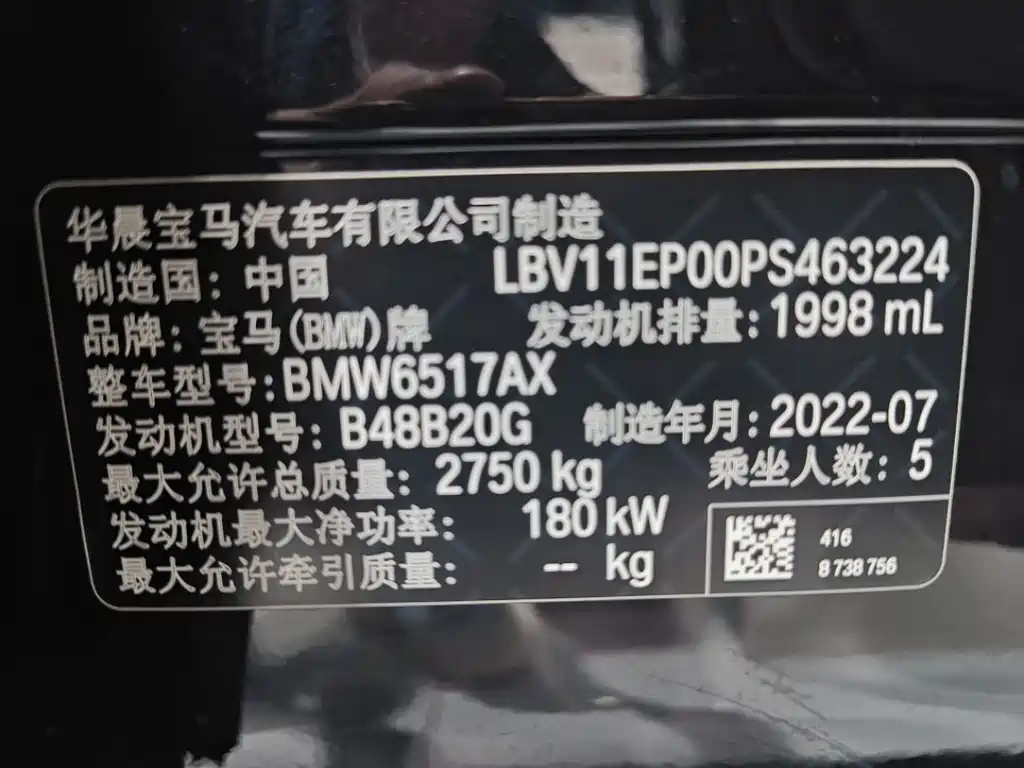 华晨宝马汽车有限公司制造
制造国：中国 LBV11EP00PS463224
品牌：宝马(BMW)牌 发动机排量：1998 mL
整车型号：BMW6517AX
发动机型号：B48B20G 制造年月：2022-07
最大允许总质量：2750 kg 乘坐人数：5
发动机最大净功率：180 kW
最大允许牵引质量：-- kg
416
8 738 756